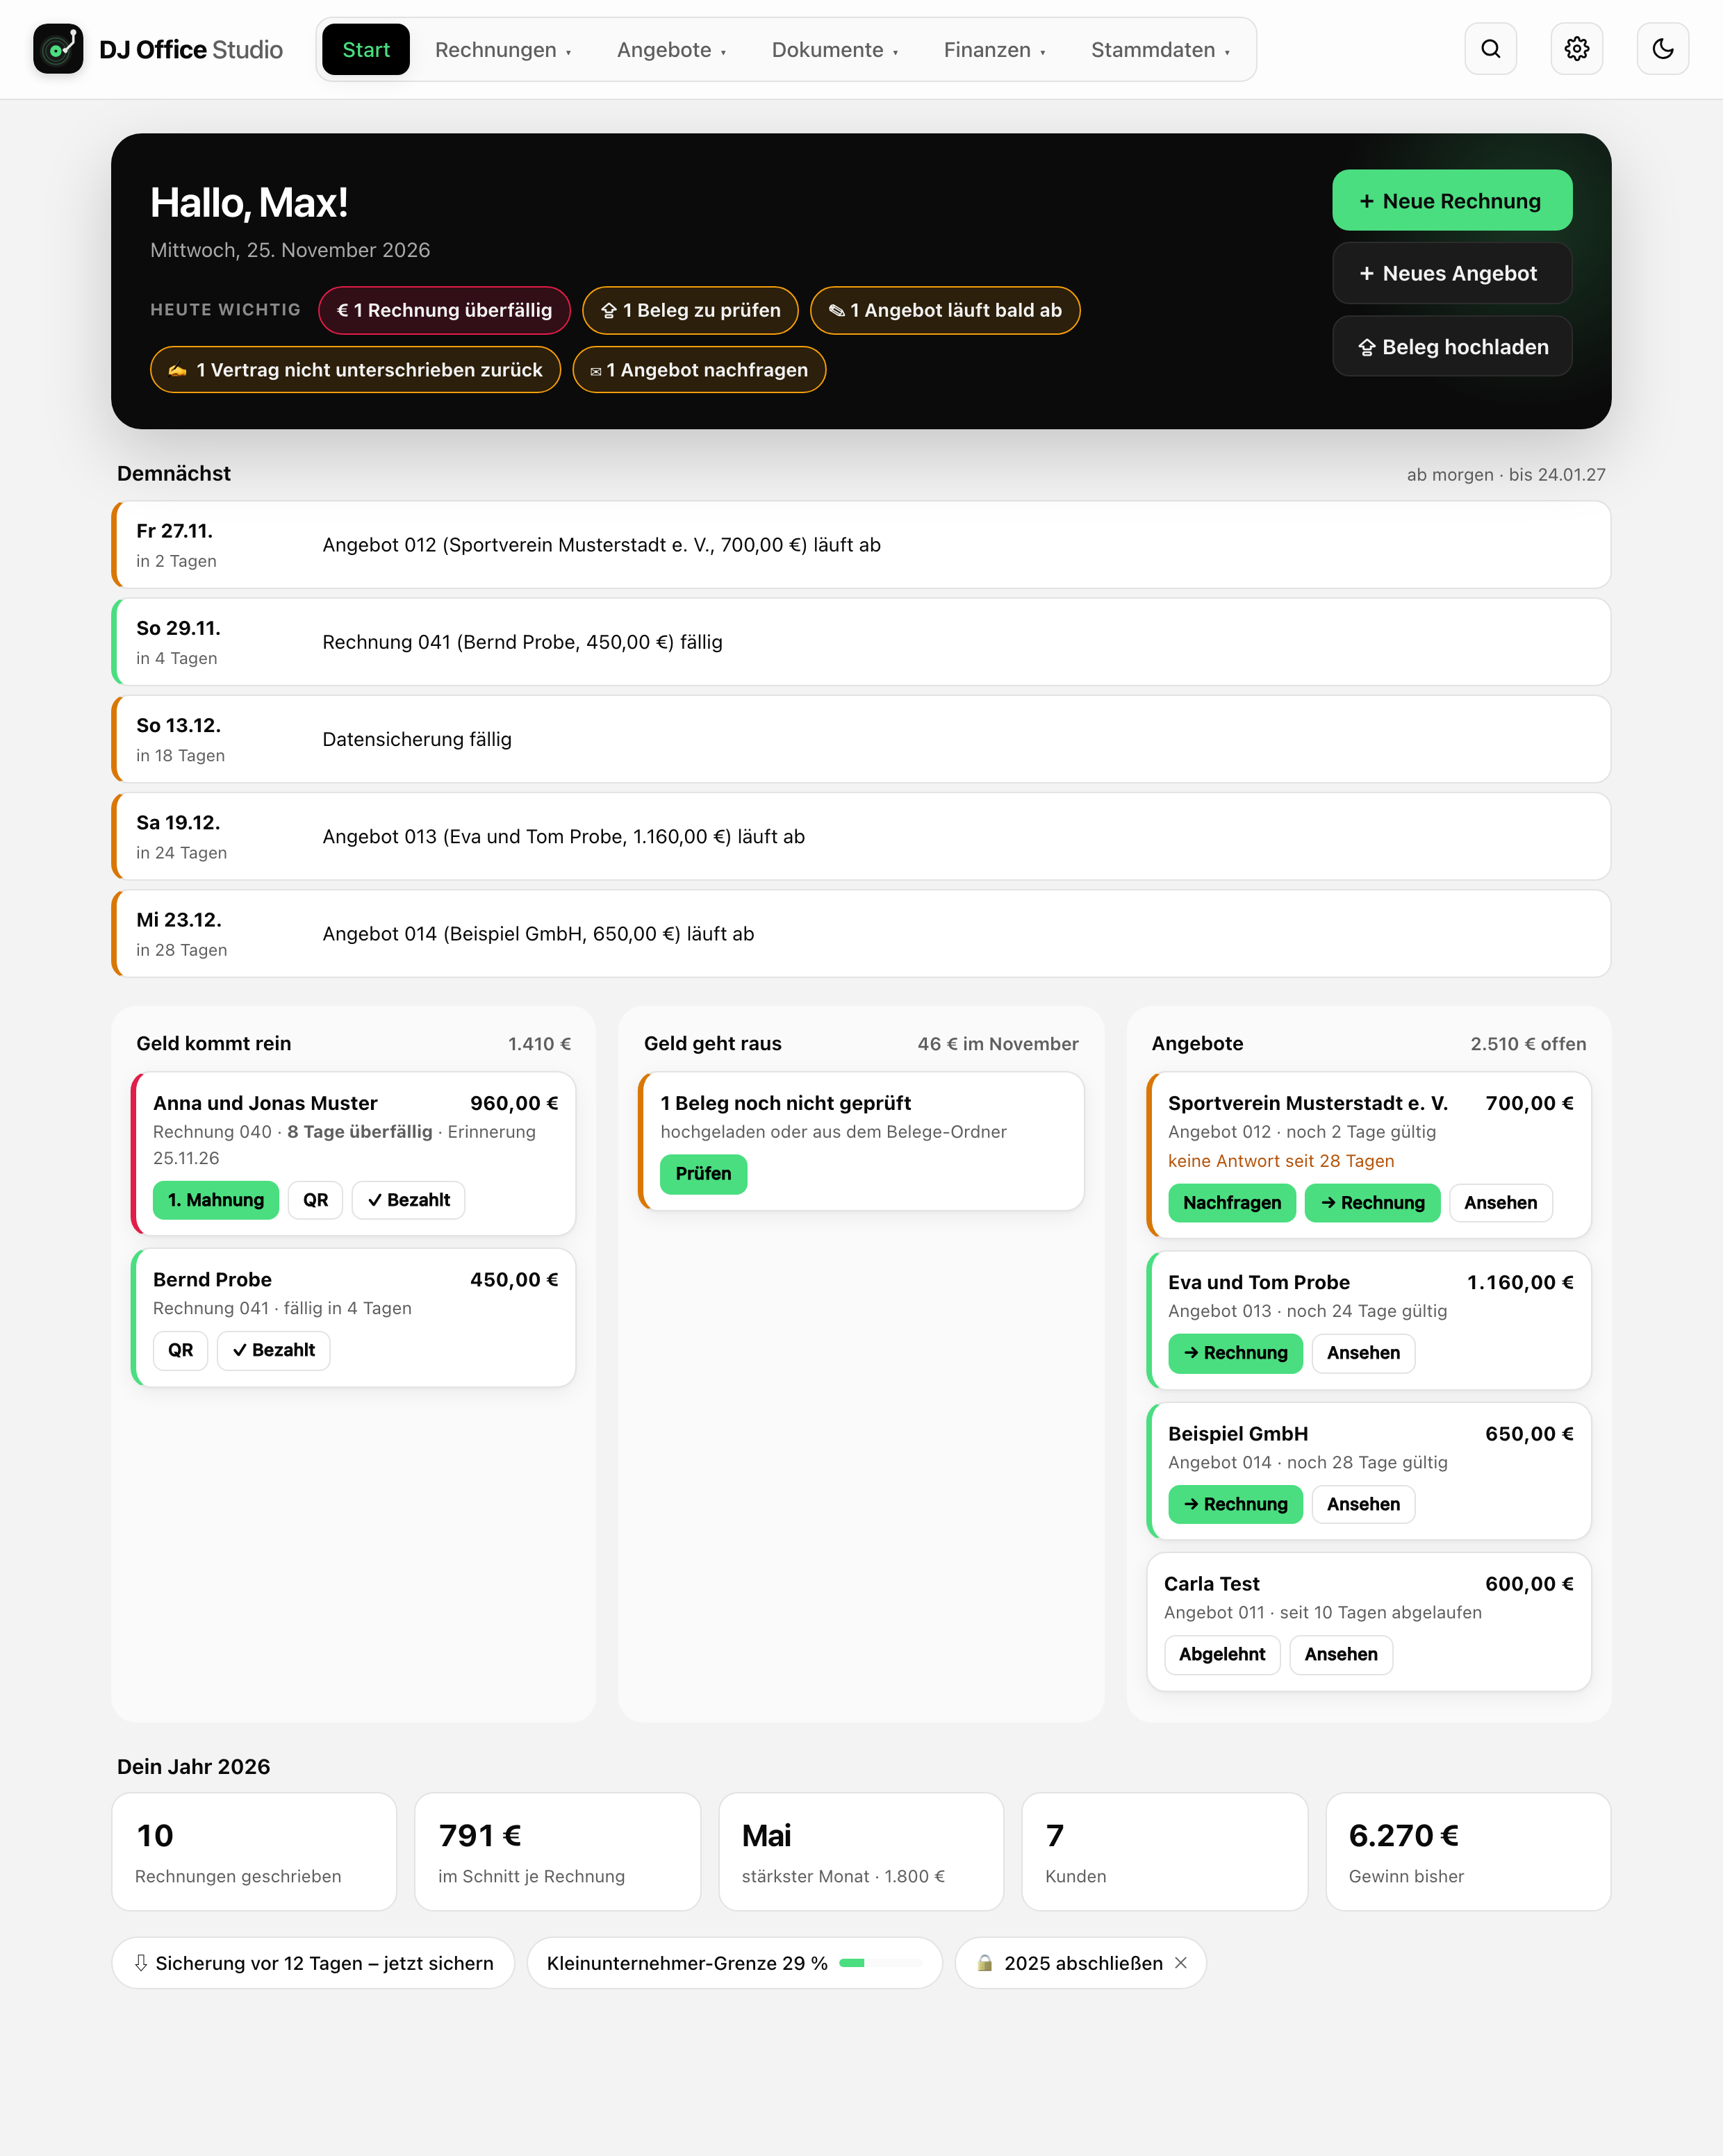 DJ Office Studio
Start
Rechnungen ▾
Angebote ▾
Dokumente ▾
Finanzen ▾
Stammdaten ▾
Hallo, Max!
Mittwoch, 25. November 2026
HEUTE WICHTIG
€ 1 Rechnung überfällig
1 Beleg zu prüfen
✎ 1 Angebot läuft bald ab
✍ 1 Vertrag nicht unterschrieben zurück
✉ 1 Angebot nachfragen
+ Neue Rechnung
+ Neues Angebot
Beleg hochladen
Demnächst
ab morgen · bis 24.01.27
Fr 27.11.
in 2 Tagen
Angebot 012 (Sportverein Musterstadt e. V., 700,00 €) läuft ab
So 29.11.
in 4 Tagen
Rechnung 041 (Bernd Probe, 450,00 €) fällig
So 13.12.
in 18 Tagen
Datensicherung fällig
Sa 19.12.
in 24 Tagen
Angebot 013 (Eva und Tom Probe, 1.160,00 €) läuft ab
Mi 23.12.
in 28 Tagen
Angebot 014 (Beispiel GmbH, 650,00 €) läuft ab
Geld kommt rein
1.410 €
Anna und Jonas Muster
960,00 €
Rechnung 040 · 8 Tage überfällig · Erinnerung
25.11.26
1. Mahnung
QR
✓ Bezahlt
Bernd Probe
450,00 €
Rechnung 041 · fällig in 4 Tagen
QR
✓ Bezahlt
Geld geht raus
46 € im November
1 Beleg noch nicht geprüft
hochgeladen oder aus dem Belege-Ordner
Prüfen
Angebote
2.510 € offen
Sportverein Musterstadt e. V.
700,00 €
Angebot 012 · noch 2 Tage gültig
keine Antwort seit 28 Tagen
Nachfragen
→ Rechnung
Ansehen
Eva und Tom Probe
1.160,00 €
Angebot 013 · noch 24 Tage gültig
→ Rechnung
Ansehen
Beispiel GmbH
650,00 €
Angebot 014 · noch 28 Tage gültig
→ Rechnung
Ansehen
Carla Test
600,00 €
Angebot 011 · seit 10 Tagen abgelaufen
Abgelehnt
Ansehen
Dein Jahr 2026
10
Rechnungen geschrieben
791 €
im Schnitt je Rechnung
Mai
stärkster Monat · 1.800 €
7
Kunden
6.270 €
Gewinn bisher
⇩ Sicherung vor 12 Tagen – jetzt sichern
Kleinunternehmer-Grenze 29 %
🔒 2025 abschließen ×